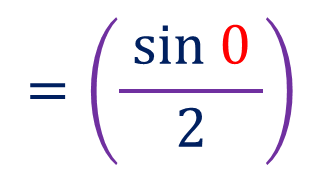 = (sin 0 / 2)